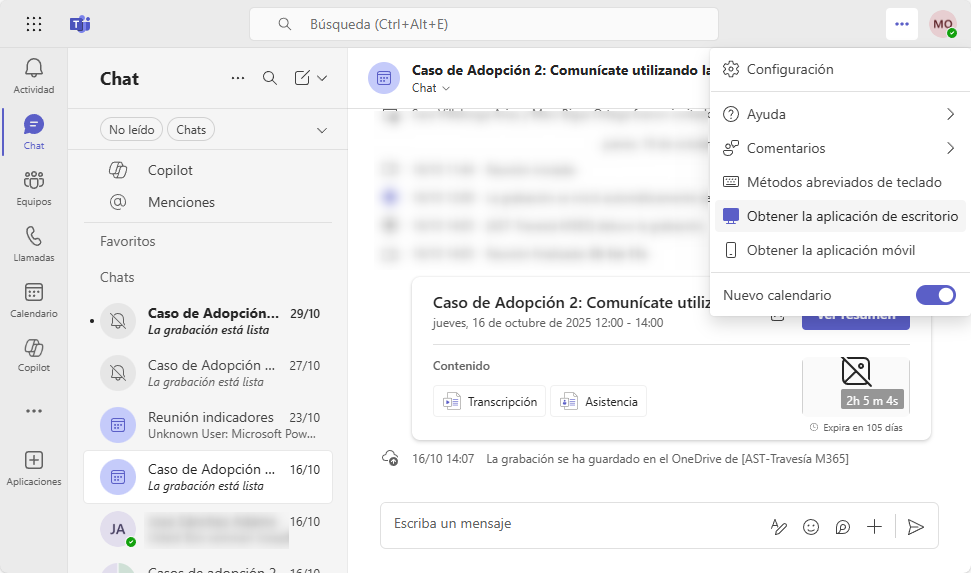 Búsqueda (Ctrl+Alt+E)
MO
Actividad
Chat
Equipos
Llamadas
Calendario
Copilot
Aplicaciones
Chat
No leído
Chats
Copilot
Menciones
Favoritos
Chats
Caso de Adopción... 29/10
La grabación está lista
Caso de Adopción ... 27/10
La grabación está lista
Reunión indicadores 23/10
Unknown User: Microsoft Pow...
Caso de Adopción ... 16/10
La grabación está lista
JA
16/10
Casos de adopción 2 16/10
Caso de Adopción 2: Comunícate utilizando la
Chat
Caso de Adopción 2: Comunícate utiliz
jueves, 16 de octubre de 2025 12:00 - 14:00
Ver resumen
Contenido
Transcripción
Asistencia
2h 5 m 4s
Expira en 105 días
16/10 14:07 La grabación se ha guardado en el OneDrive de [AST-Travesía M365]
Escriba un mensaje
Configuración
Ayuda
Comentarios
Métodos abreviados de teclado
Obtener la aplicación de escritorio
Obtener la aplicación móvil
Nuevo calendario